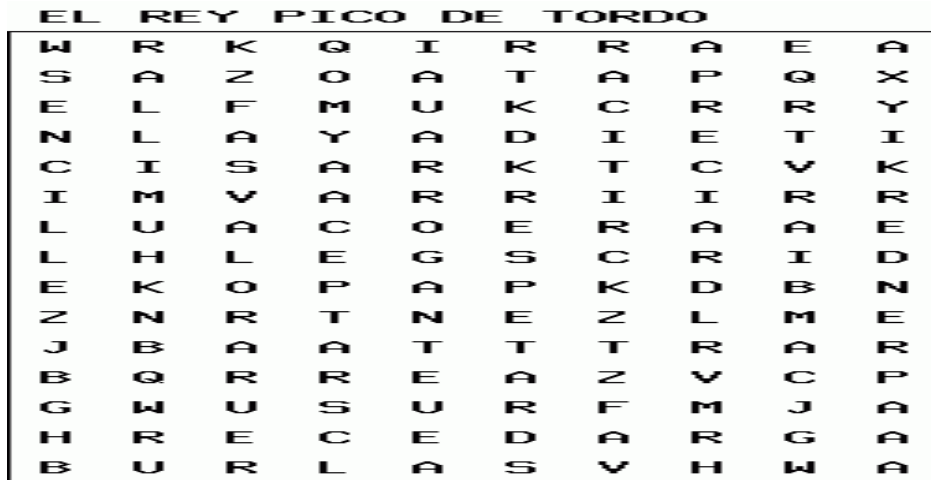 EL REY PICO DE TORDO
W R K Q I R R A E A
S A Z O A T A P Q X
E L F M U K C R R Y
N L A Y A D I E T I
C I S A R K T C V K
I M V A R R I I R R
L U A C O E R A A E
L H L E G S C R I D
E K O P A P K D B N
Z N R T N E Z L M E
J B A A T T T R A R
B Q R R E A Z V C P
G W U S U R F M J A
H R E C E D A R G A
B U R L A S V H W A